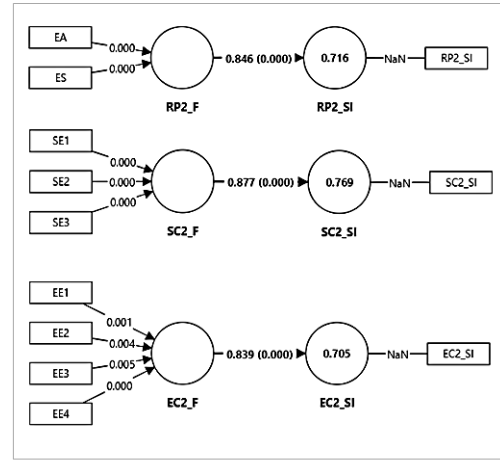 EA
0.000
ES
0.000
0.846 (0.000)
0.716
NaN
RP2_SI
RP2_F
RP2_SI
SE1
0.000
SE2
0.000
SE3
0.000
0.877 (0.000)
0.769
NaN
SC2_SI
SC2_F
SC2_SI
EE1
0.001
EE2
0.004
EE3
0.005
EE4
0.000
0.839 (0.000)
0.705
NaN
EC2_SI
EC2_F
EC2_SI